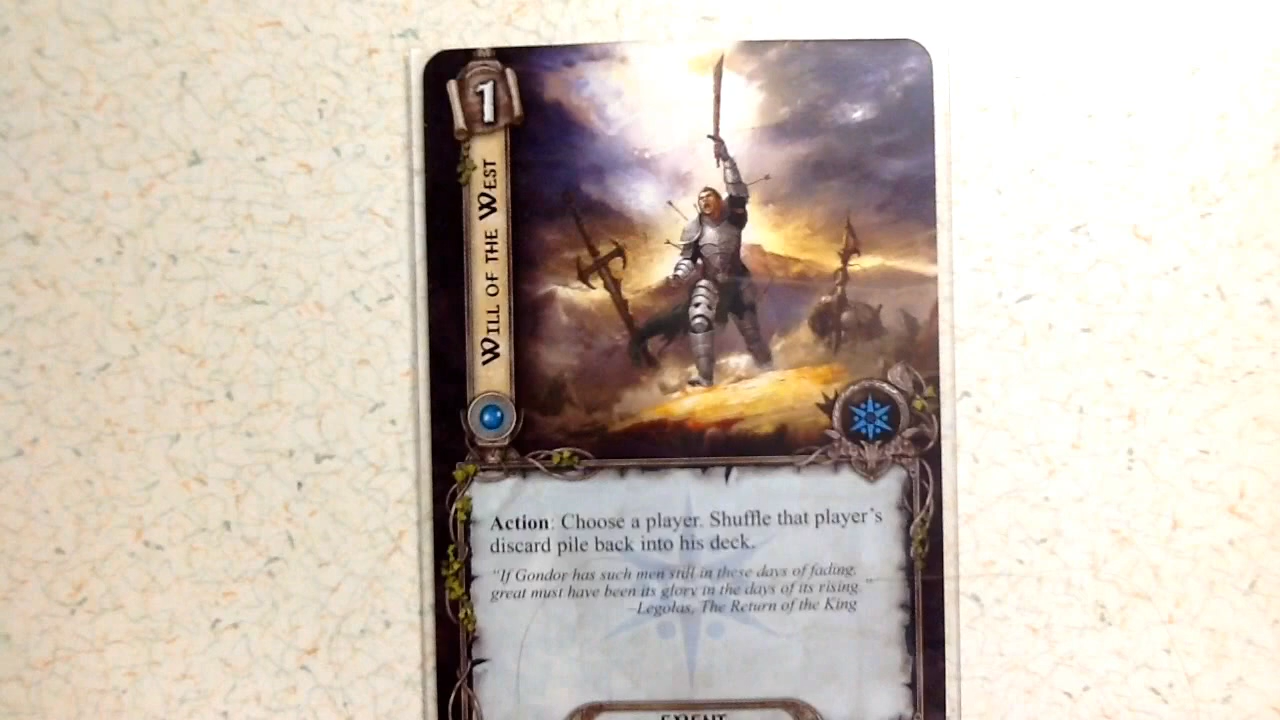 1
WILL OF THE WEST
Action: Choose a player. Shuffle that player's
discard pile back into his deck.
"If Gondor has such men still in these days of fading,
great must have been its glory in the days of its rising."
–Legolas, The Return of the King
EVENT